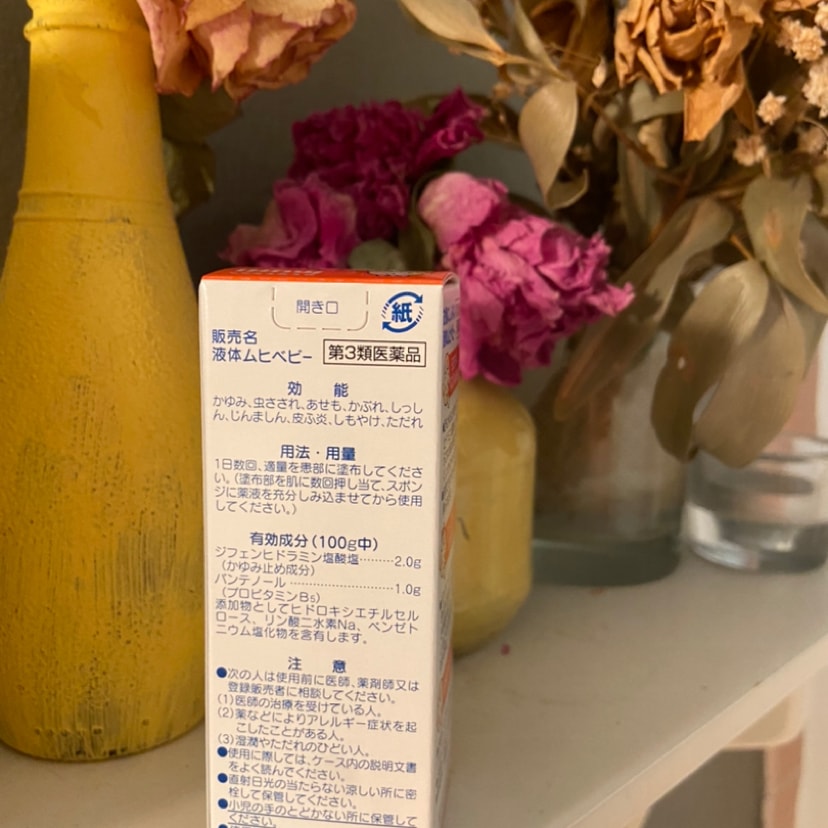 開き口
紙
販売名
液体ムヒベビー 第3類医薬品
効 能
かゆみ、虫さされ、あせも、かぶれ、しっし
ん、じんましん、皮ふ炎、しもやけ、ただれ
用法・用量
1日数回、適量を患部に塗布してくださ
い。(塗布部を肌に数回押し当て、スポン
ジに薬液を充分しみ込ませてから使用
してください。)
有効成分(100g中)
ジフェンヒドラミン塩酸塩………2.0g
(かゆみ止め成分)
パンテノール………………………1.0g
(プロビタミンB5)
添加物としてヒドロキシエチルセル
ロース、リン酸二水素Na、ベンゼト
ニウム塩化物を含有します。
注 意
●次の人は使用前に医師、薬剤師又は
登録販売者に相談してください。
(1)医師の治療を受けている人。
(2)薬などによりアレルギー症状を起
こしたことがある人。
(3)湿潤やただれのひどい人。
●使用に際しては、ケース内の説明文書
をよく読んでください。
●直射日光の当たらない涼しい所に密
栓して保管してください。
●小児の手のとどかない所に保管して
ください。